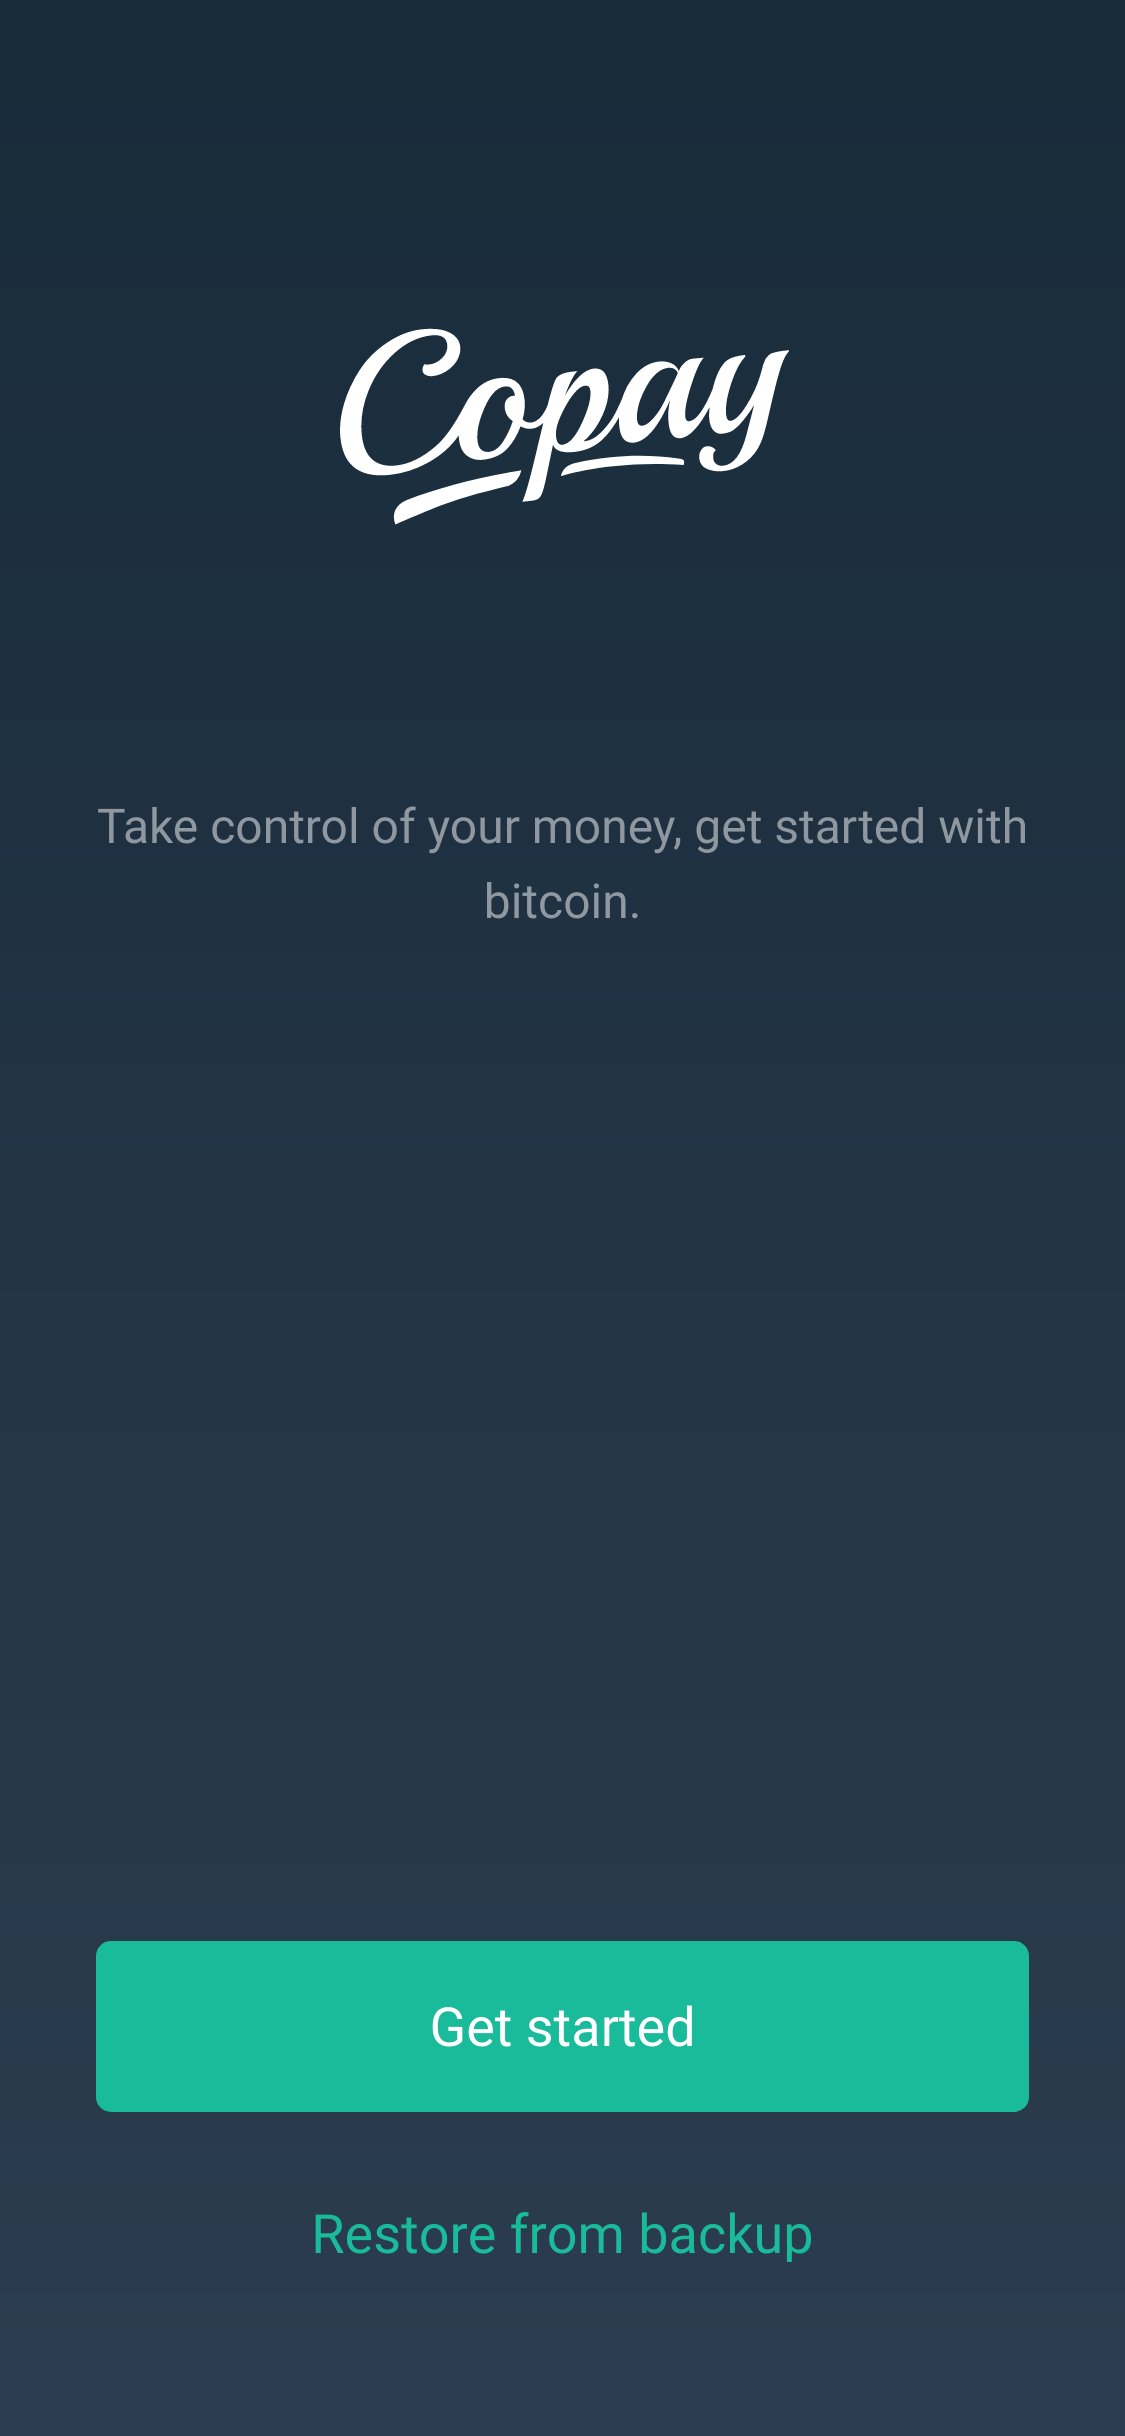 Copay
Take control of your money, get started with
bitcoin.
Get started
Restore from backup